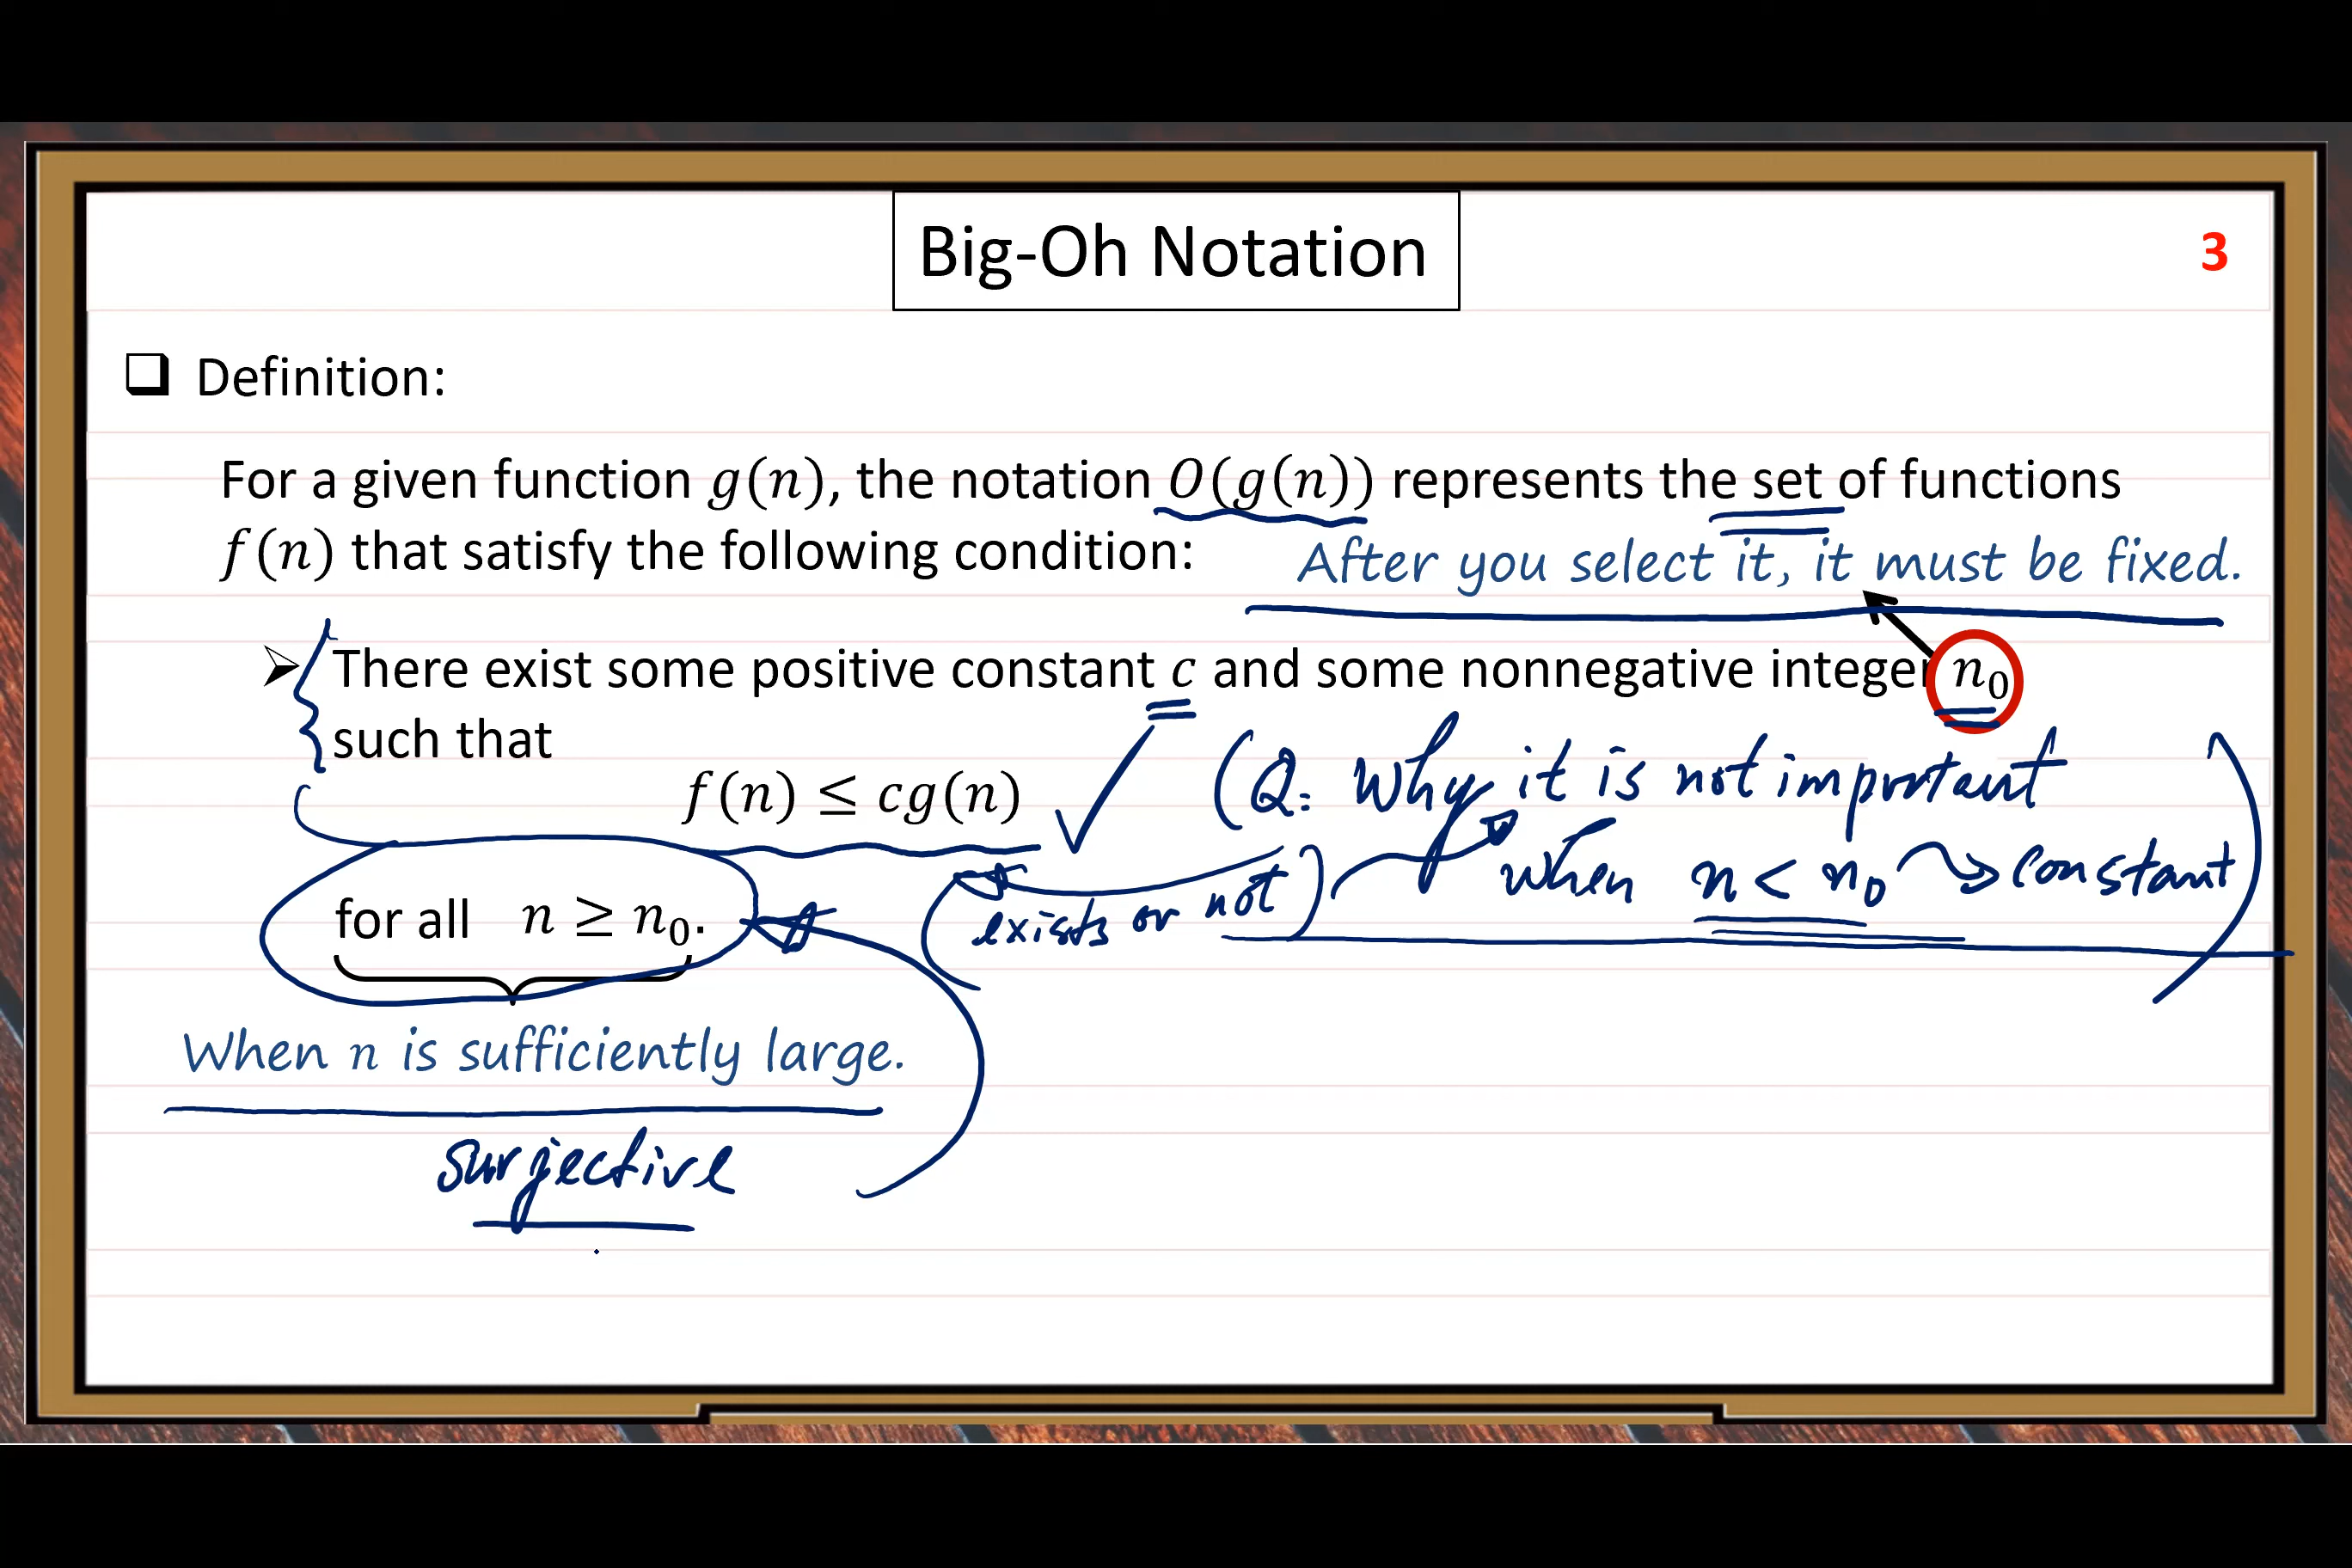 Big-Oh Notation
3
Definition:
For a given function g(n), the notation O(g(n)) represents the set of functions
f(n) that satisfy the following condition:
After you select it, it must be fixed.
There exist some positive constant c and some nonnegative integer n₀
such that
f(n) ≤ cg(n)
(Q: Why it is not important
when n < n₀ → constant)
(exists or not)
for all n ≥ n₀.
When n is sufficiently large.
surjective